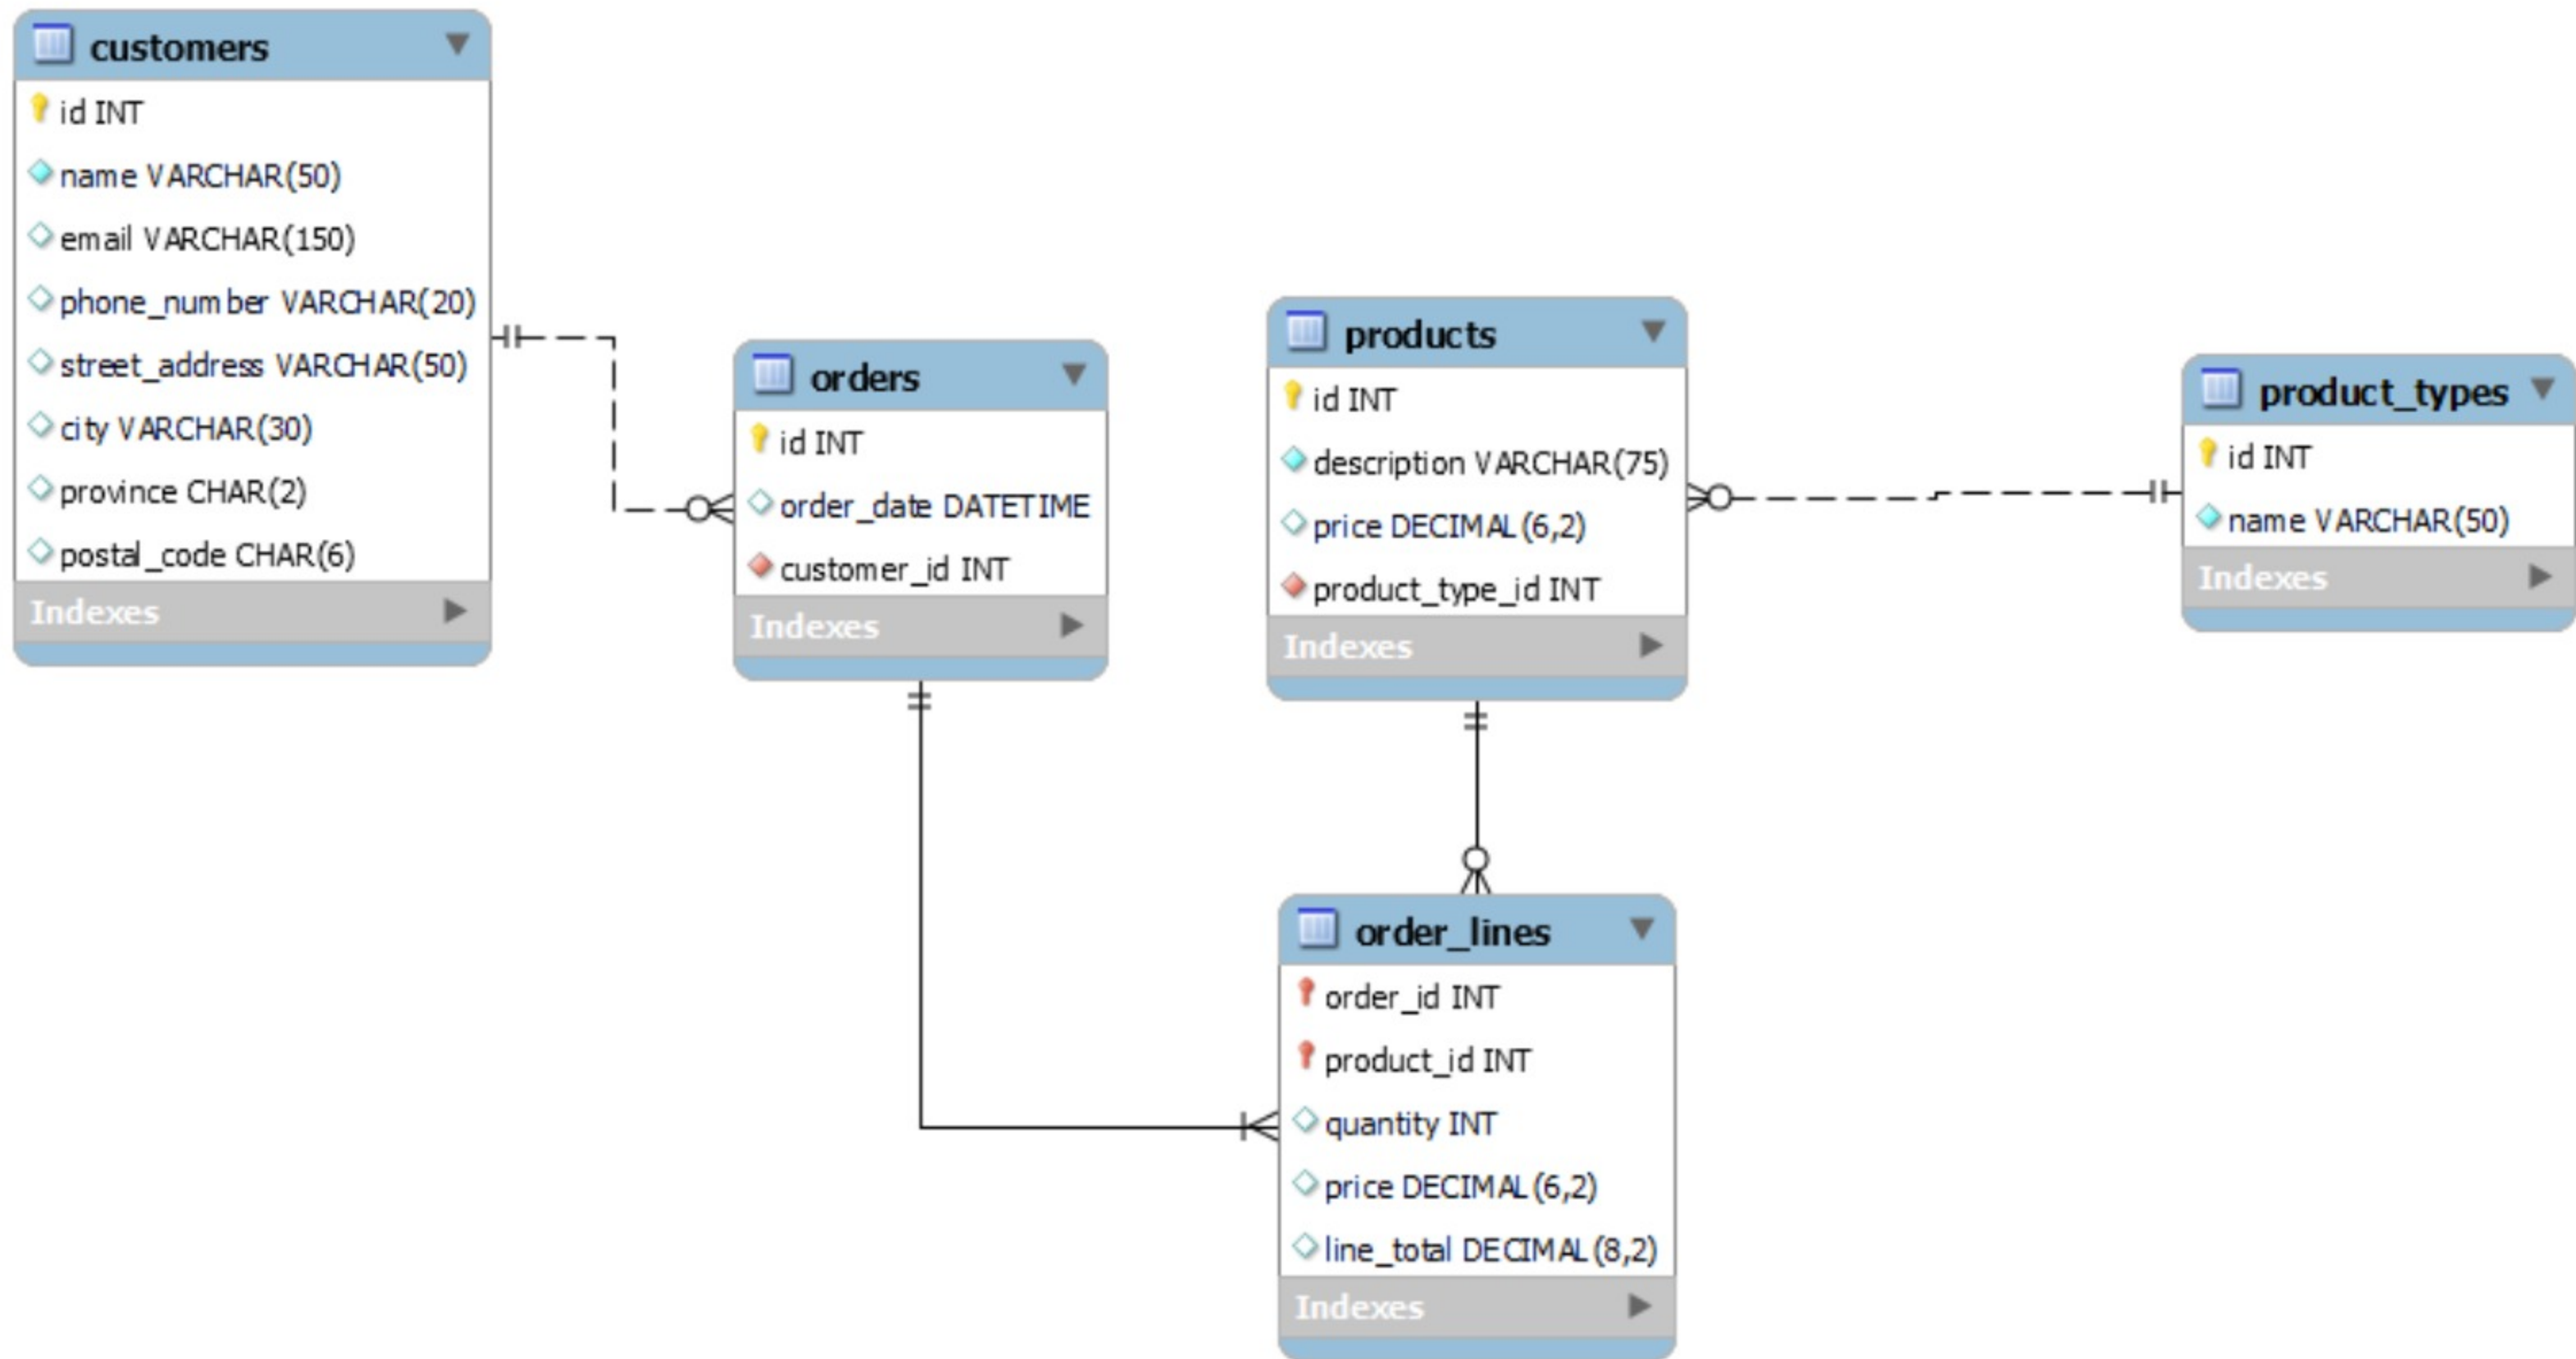 customers
id INT
name VARCHAR(50)
email VARCHAR(150)
phone_number VARCHAR(20)
street_address VARCHAR(50)
city VARCHAR(30)
province CHAR(2)
postal_code CHAR(6)
Indexes
orders
id INT
order_date DATETIME
customer_id INT
Indexes
products
id INT
description VARCHAR(75)
price DECIMAL(6,2)
product_type_id INT
Indexes
product_types
id INT
name VARCHAR(50)
Indexes
order_lines
order_id INT
product_id INT
quantity INT
price DECIMAL(6,2)
line_total DECIMAL(8,2)
Indexes